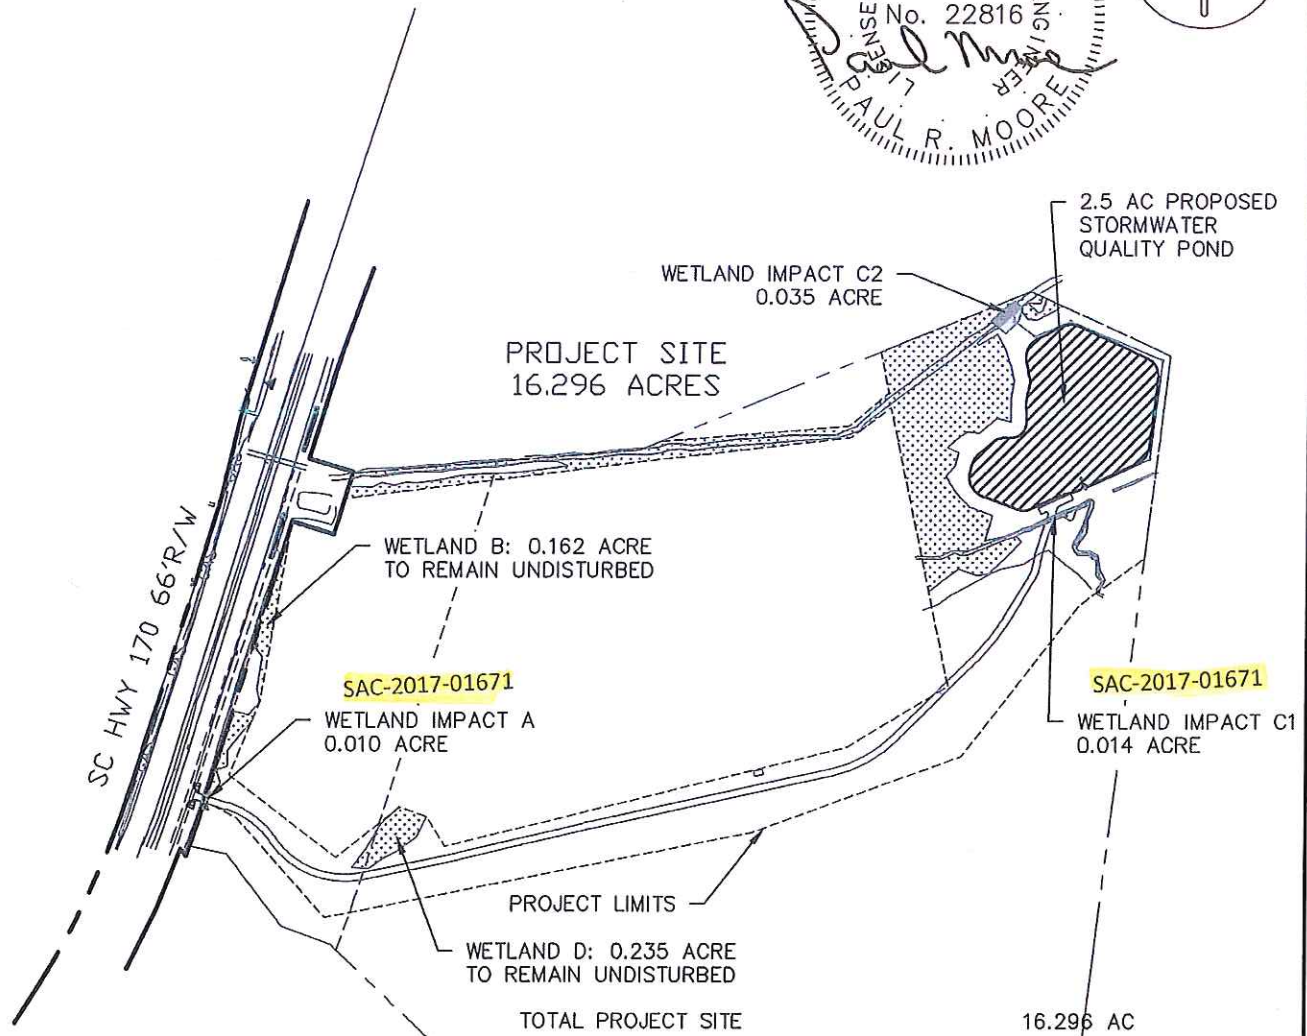 No. 22816
LICENSE
ENGINEER
PAUL R. MOORE
2.5 AC PROPOSED
STORMWATER
QUALITY POND
WETLAND IMPACT C2
0.035 ACRE
PROJECT SITE
16.296 ACRES
WETLAND B: 0.162 ACRE
TO REMAIN UNDISTURBED
SC HWY 170 66'R/W
SAC-2017-01671
WETLAND IMPACT A
0.010 ACRE
SAC-2017-01671
WETLAND IMPACT C1
0.014 ACRE
PROJECT LIMITS
WETLAND D: 0.235 ACRE
TO REMAIN UNDISTURBED
TOTAL PROJECT SITE 16.296 AC